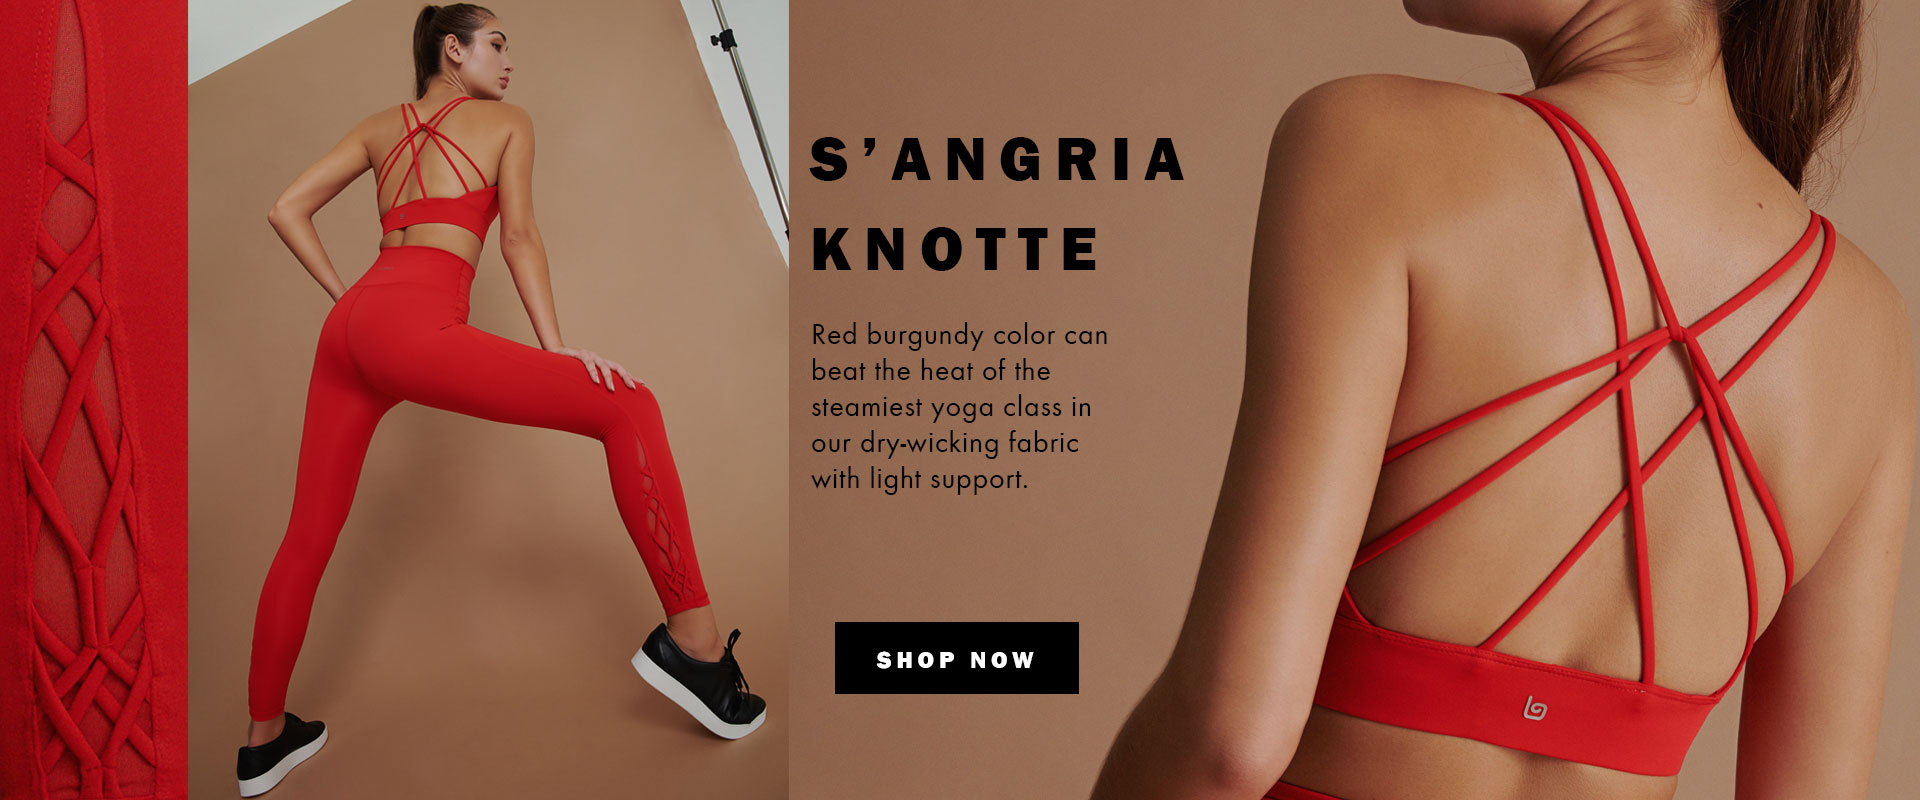 S’ANGRIA
KNOTTE
Red burgundy color can
beat the heat of the
steamiest yoga class in
our dry-wicking fabric
with light support.
SHOP NOW